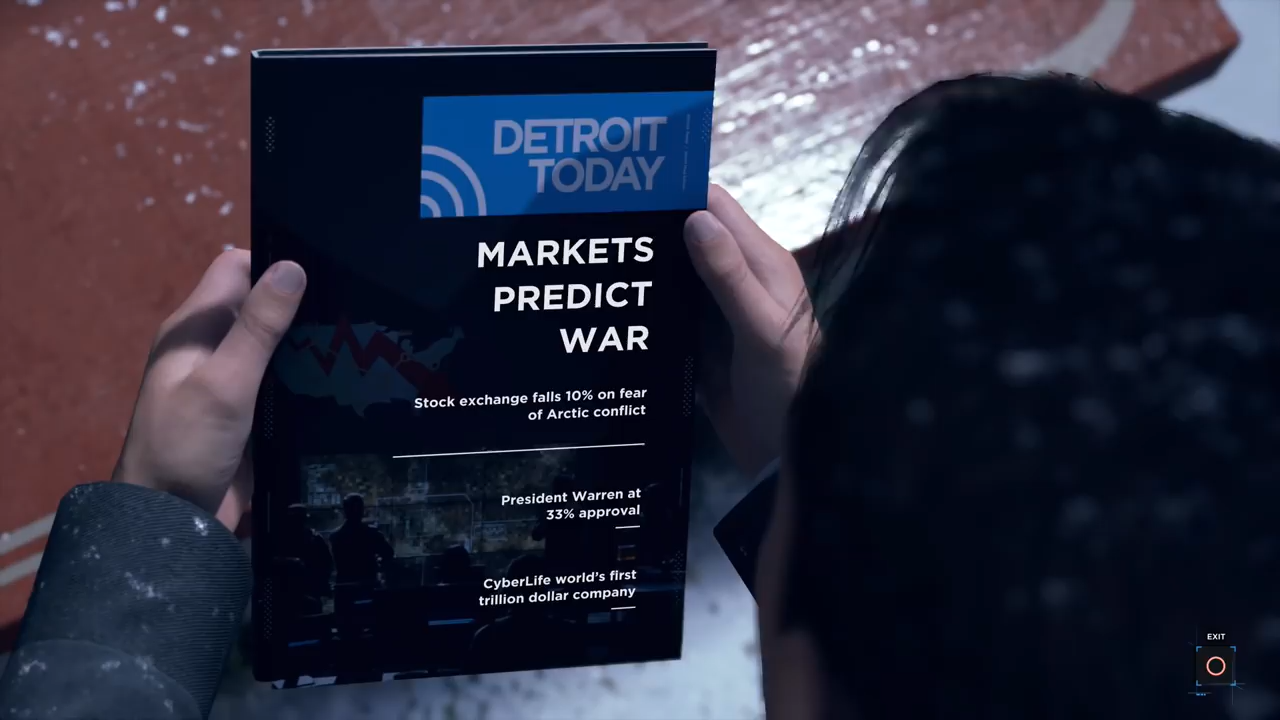 DETROIT
TODAY
MARKETS
PREDICT
WAR
Stock exchange falls 10% on fear
of Arctic conflict
President Warren at
33% approval
CyberLife world's first
trillion dollar company
EXIT